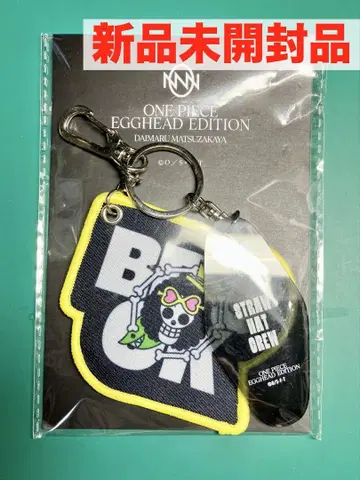 新品未開封品
ONE PIECE
EGGHEAD EDITION
DAIMARU MATSUZAKAYA
©O/S・F・T
STRAW
HAT
CREW
ONE PIECE
EGGHEAD EDITION